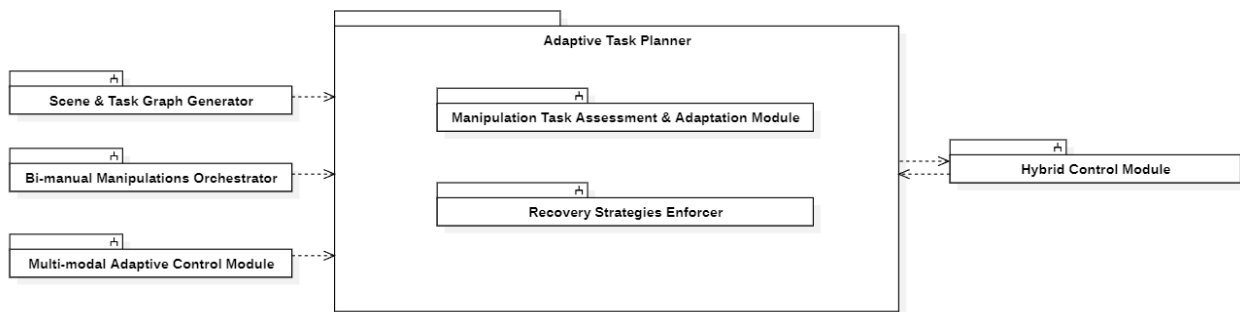 Adaptive Task Planner
Scene & Task Graph Generator
Manipulation Task Assessment & Adaptation Module
Bi-manual Manipulations Orchestrator
Hybrid Control Module
Recovery Strategies Enforcer
Multi-modal Adaptive Control Module